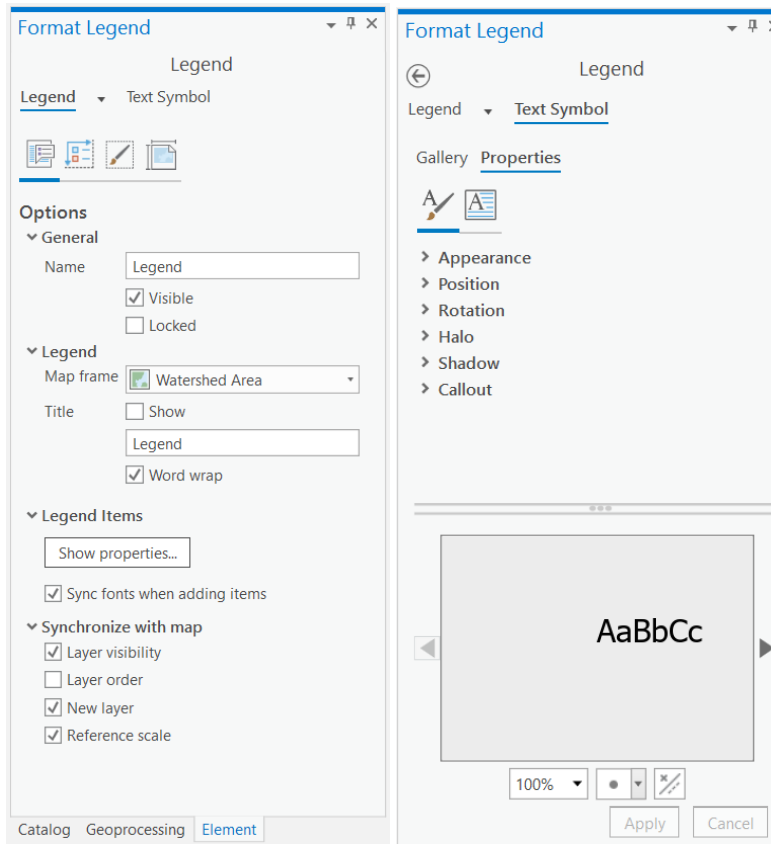 Format Legend
Legend
Legend Text Symbol
Options
General
Name Legend
Visible
Locked
Legend
Map frame Watershed Area
Title Show
Legend
Word wrap
Legend Items
Show properties...
Sync fonts when adding items
Synchronize with map
Layer visibility
Layer order
New layer
Reference scale
Catalog Geoprocessing Element
Format Legend
Legend
Legend Text Symbol
Gallery Properties
A A
Appearance
Position
Rotation
Halo
Shadow
Callout
AaBbCc
100%
Apply Cancel